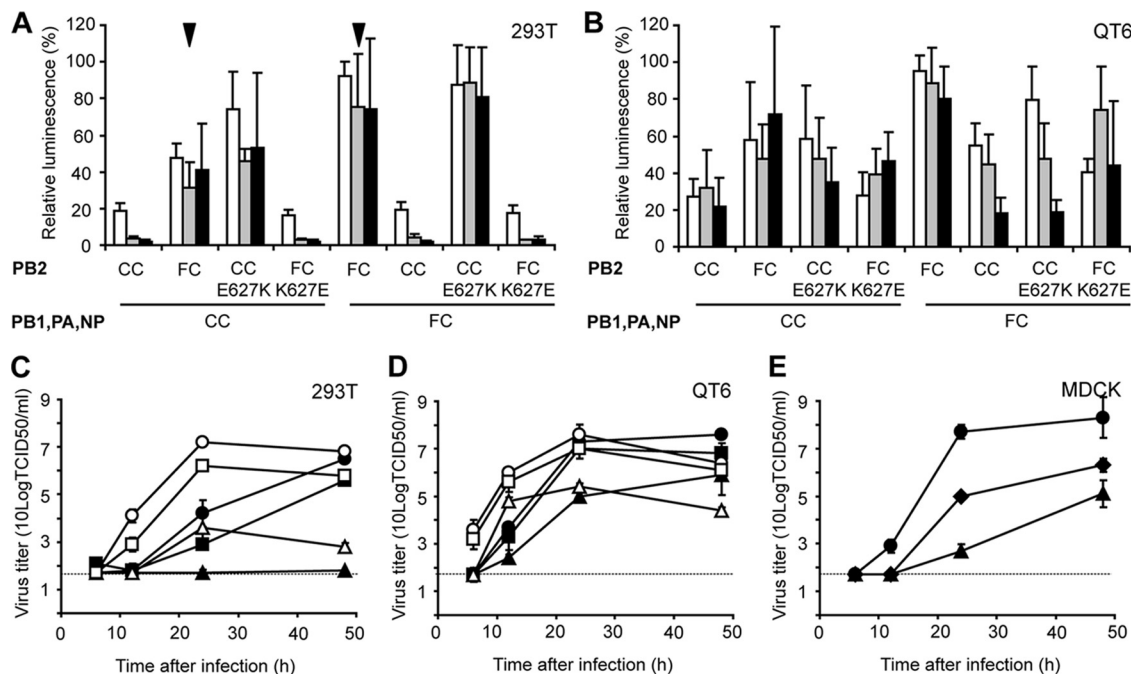 A
293T
Relative luminescence (%)
120
100
80
60
40
20
0
PB2
CC FC CC FC FC CC CC FC
E627K K627E E627K K627E
PB1,PA,NP
CC FC
B
QT6
Relative luminescence (%)
120
100
80
60
40
20
0
PB2
CC FC CC FC FC CC CC FC
E627K K627E E627K K627E
PB1,PA,NP
CC FC
C
293T
Virus titer (10LogTCID50/ml)
9
7
5
3
1
0 10 20 30 40 50
Time after infection (h)
D
QT6
Virus titer (10LogTCID50/ml)
9
7
5
3
1
0 10 20 30 40 50
Time after infection (h)
E
MDCK
Virus titer (10LogTCID50/ml)
9
7
5
3
1
0 10 20 30 40 50
Time after infection (h)